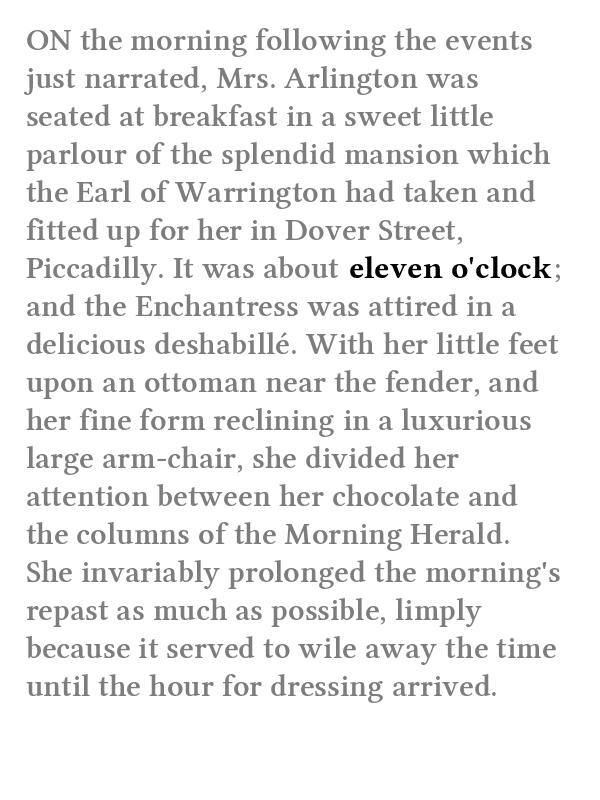 ON the morning following the events
just narrated, Mrs. Arlington was
seated at breakfast in a sweet little
parlour of the splendid mansion which
the Earl of Warrington had taken and
fitted up for her in Dover Street,
Piccadilly. It was about eleven o'clock;
and the Enchantress was attired in a
delicious deshabillé. With her little feet
upon an ottoman near the fender, and
her fine form reclining in a luxurious
large arm-chair, she divided her
attention between her chocolate and
the columns of the Morning Herald.
She invariably prolonged the morning's
repast as much as possible, limply
because it served to wile away the time
until the hour for dressing arrived.